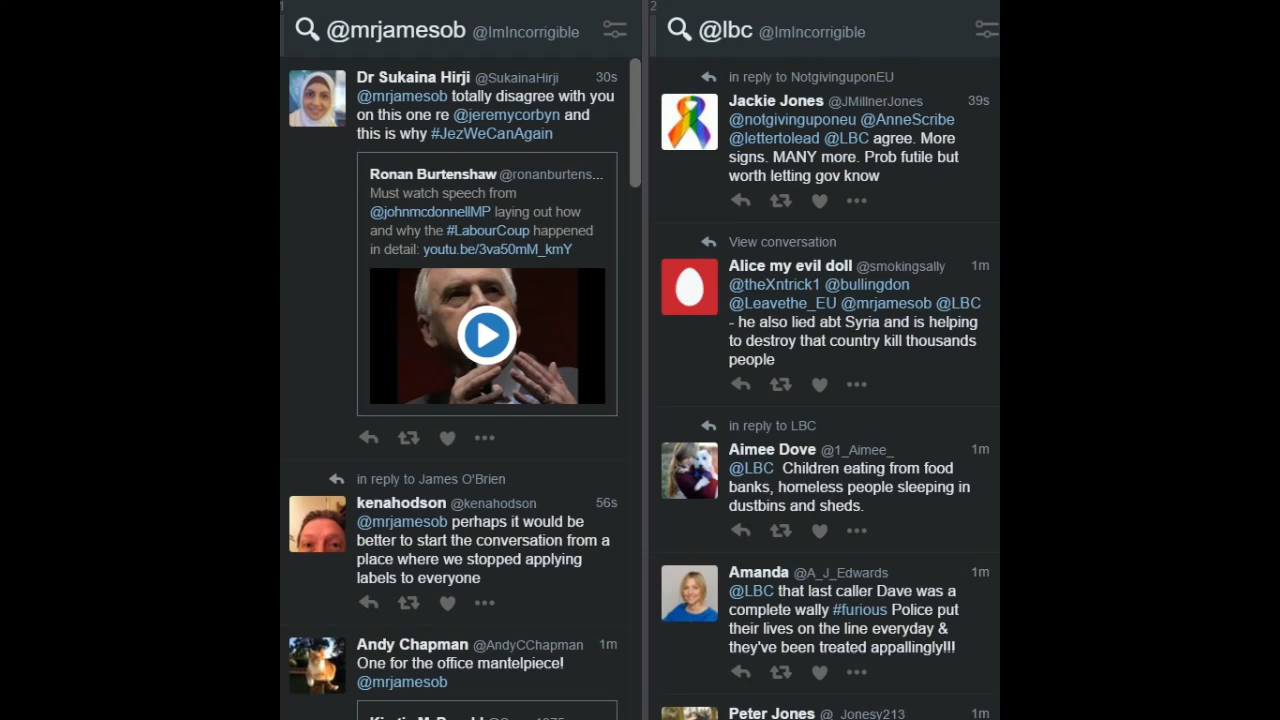 1
@mrjamesob @ImIncorrigible
Dr Sukaina Hirji @SukainaHirji 30s
@mrjamesob totally disagree with you
on this one re @jeremycorbyn and
this is why #JezWeCanAgain
Ronan Burtenshaw @ronanburtens...
Must watch speech from
@johnmcdonnellMP laying out how
and why the #LabourCoup happened
in detail: youtu.be/3va50mM_kmY
in reply to James O'Brien
kenahodson @kenahodson 56s
@mrjamesob perhaps it would be
better to start the conversation from a
place where we stopped applying
labels to everyone
Andy Chapman @AndyCChapman 1m
One for the office mantelpiece!
@mrjamesob
2
@lbc @ImIncorrigible
in reply to NotgivinguponEU
Jackie Jones @JMillnerJones 39s
@notgivinguponeu @AnneScribe
@lettertolead @LBC agree. More
signs. MANY more. Prob futile but
worth letting gov know
View conversation
Alice my evil doll @smokingsally 1m
@theXntrick1 @bullingdon
@Leavethe_EU @mrjamesob @LBC
- he also lied abt Syria and is helping
to destroy that country kill thousands
people
in reply to LBC
Aimee Dove @1_Aimee_ 1m
@LBC Children eating from food
banks, homeless people sleeping in
dustbins and sheds.
Amanda @A_J_Edwards 1m
@LBC that last caller Dave was a
complete wally #furious Police put
their lives on the line everyday &
they've been treated appallingly!!!
Peter Jones @_Jonesy213 1m